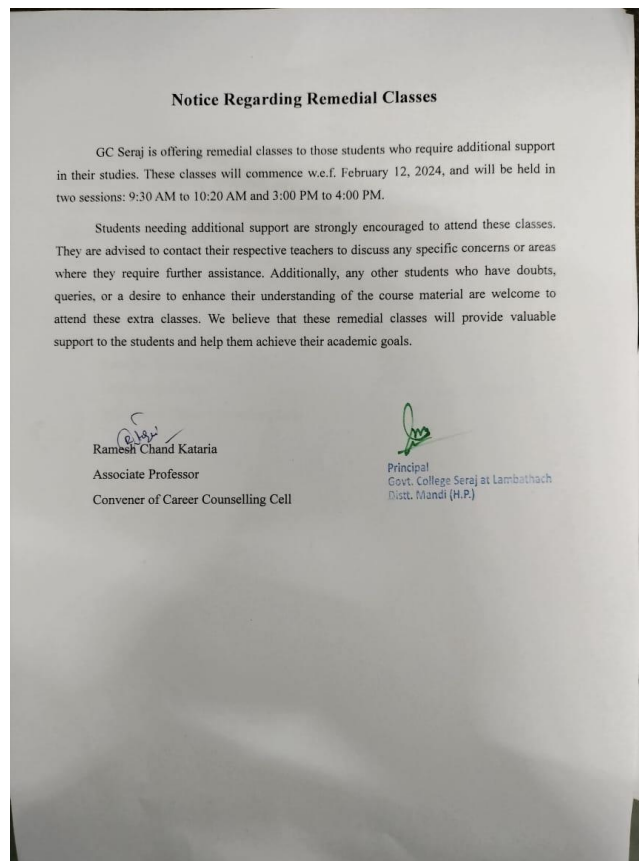 Notice Regarding Remedial Classes
GC Seraj is offering remedial classes to those students who require additional support
in their studies. These classes will commence w.e.f. February 12, 2024, and will be held in
two sessions: 9:30 AM to 10:20 AM and 3:00 PM to 4:00 PM.
Students needing additional support are strongly encouraged to attend these classes.
They are advised to contact their respective teachers to discuss any specific concerns or areas
where they require further assistance. Additionally, any other students who have doubts,
queries, or a desire to enhance their understanding of the course material are welcome to
attend these extra classes. We believe that these remedial classes will provide valuable
support to the students and help them achieve their academic goals.
Ramesh Chand Kataria
Associate Professor
Convener of Career Counselling Cell
Principal
Govt. College Seraj at Lambathach
Distt. Mandi (H.P.)